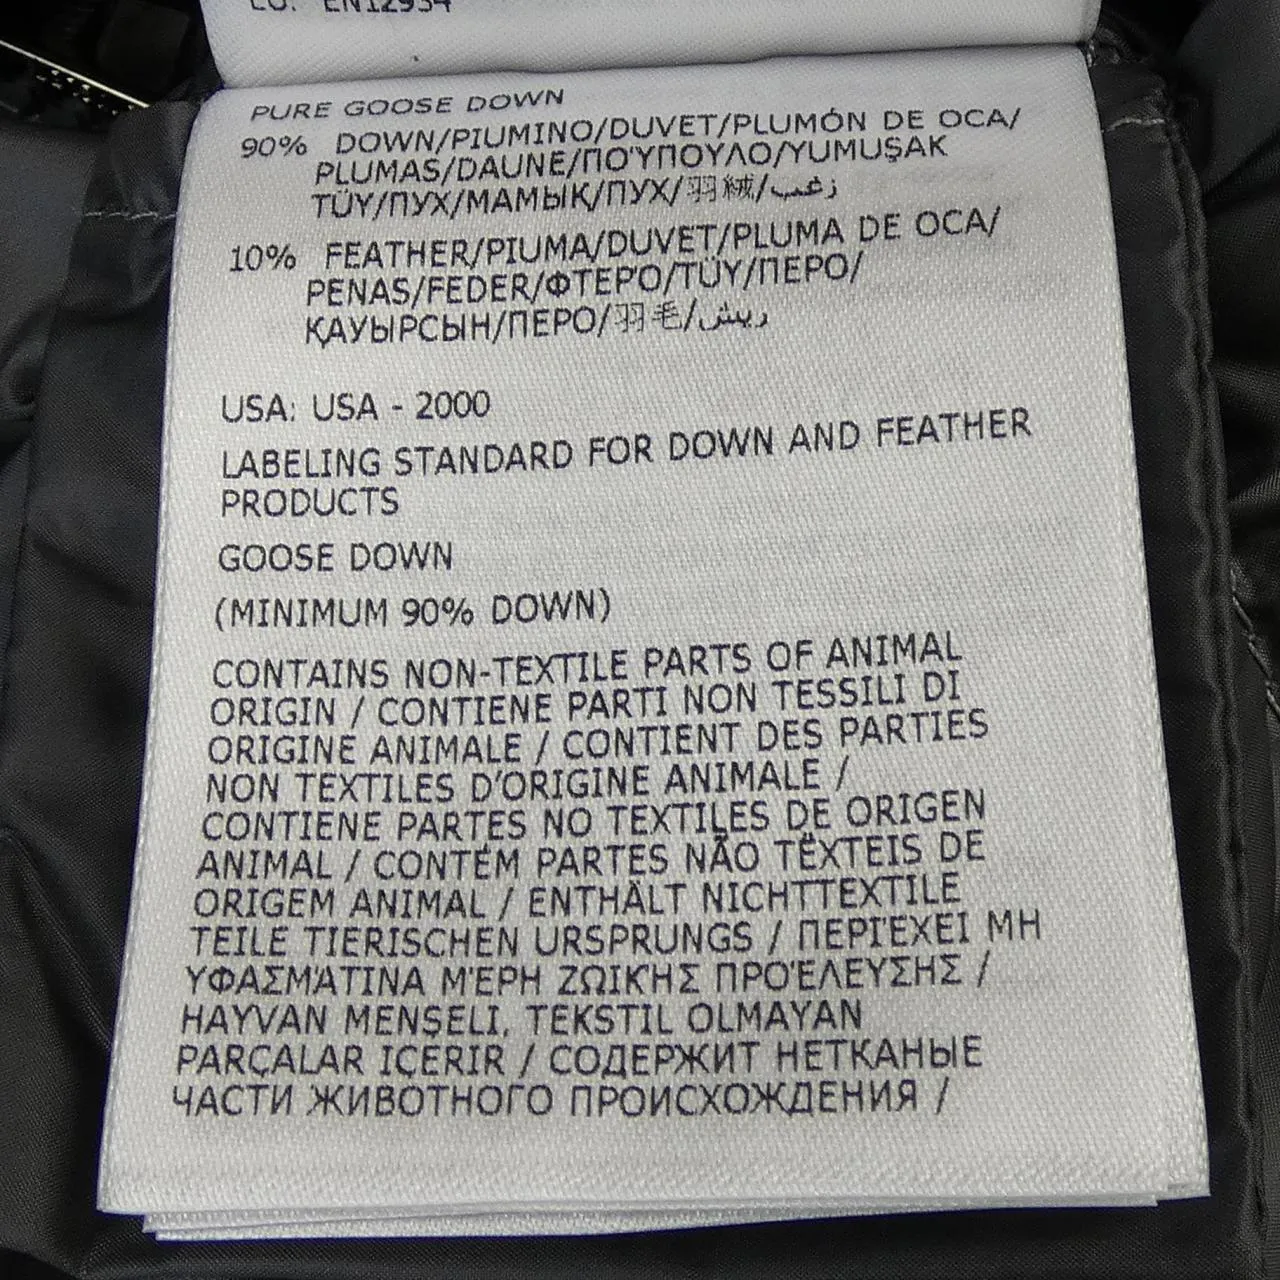 EU: EN12934
PURE GOOSE DOWN
90% DOWN/PIUMINO/DUVET/PLUMÓN DE OCA/
PLUMAS/DAUNE/ΠΟΎΠΟΥΛΟ/YUMUŞAK
TÜY/ПУХ/МАМЫҚ/ПУХ/羽絨/زغب
10% FEATHER/PIUMA/DUVET/PLUMA DE OCA/
PENAS/FEDER/ΦΤΕΡΌ/TÜY/ПЕРО/
ҚАУЫРСЫН/ПЕРО/羽毛/ريش
USA: USA - 2000
LABELING STANDARD FOR DOWN AND FEATHER
PRODUCTS
GOOSE DOWN
(MINIMUM 90% DOWN)
CONTAINS NON-TEXTILE PARTS OF ANIMAL
ORIGIN / CONTIENE PARTI NON TESSILI DI
ORIGINE ANIMALE / CONTIENT DES PARTIES
NON TEXTILES D'ORIGINE ANIMALE /
CONTIENE PARTES NO TEXTILES DE ORIGEN
ANIMAL / CONTÉM PARTES NÃO TËXTEIS DE
ORIGEM ANIMAL / ENTHÄLT NICHTTEXTILE
TEILE TIERISCHEN URSPRUNGS / ΠΕΡΙΈΧΕΙ ΜΗ
ΥΦΑΣΜΆΤΙΝΑ ΜΈΡΗ ΖΩΙΚΉΣ ΠΡΟΈΛΕΥΣΗΣ /
HAYVAN MENŞELI, TEKSTIL OLMAYAN
PARÇALAR IÇERIR / СОДЕРЖИТ НЕТКАНЫЕ
ЧАСТИ ЖИВОТНОГО ПРОИСХОЖДЕНИЯ /